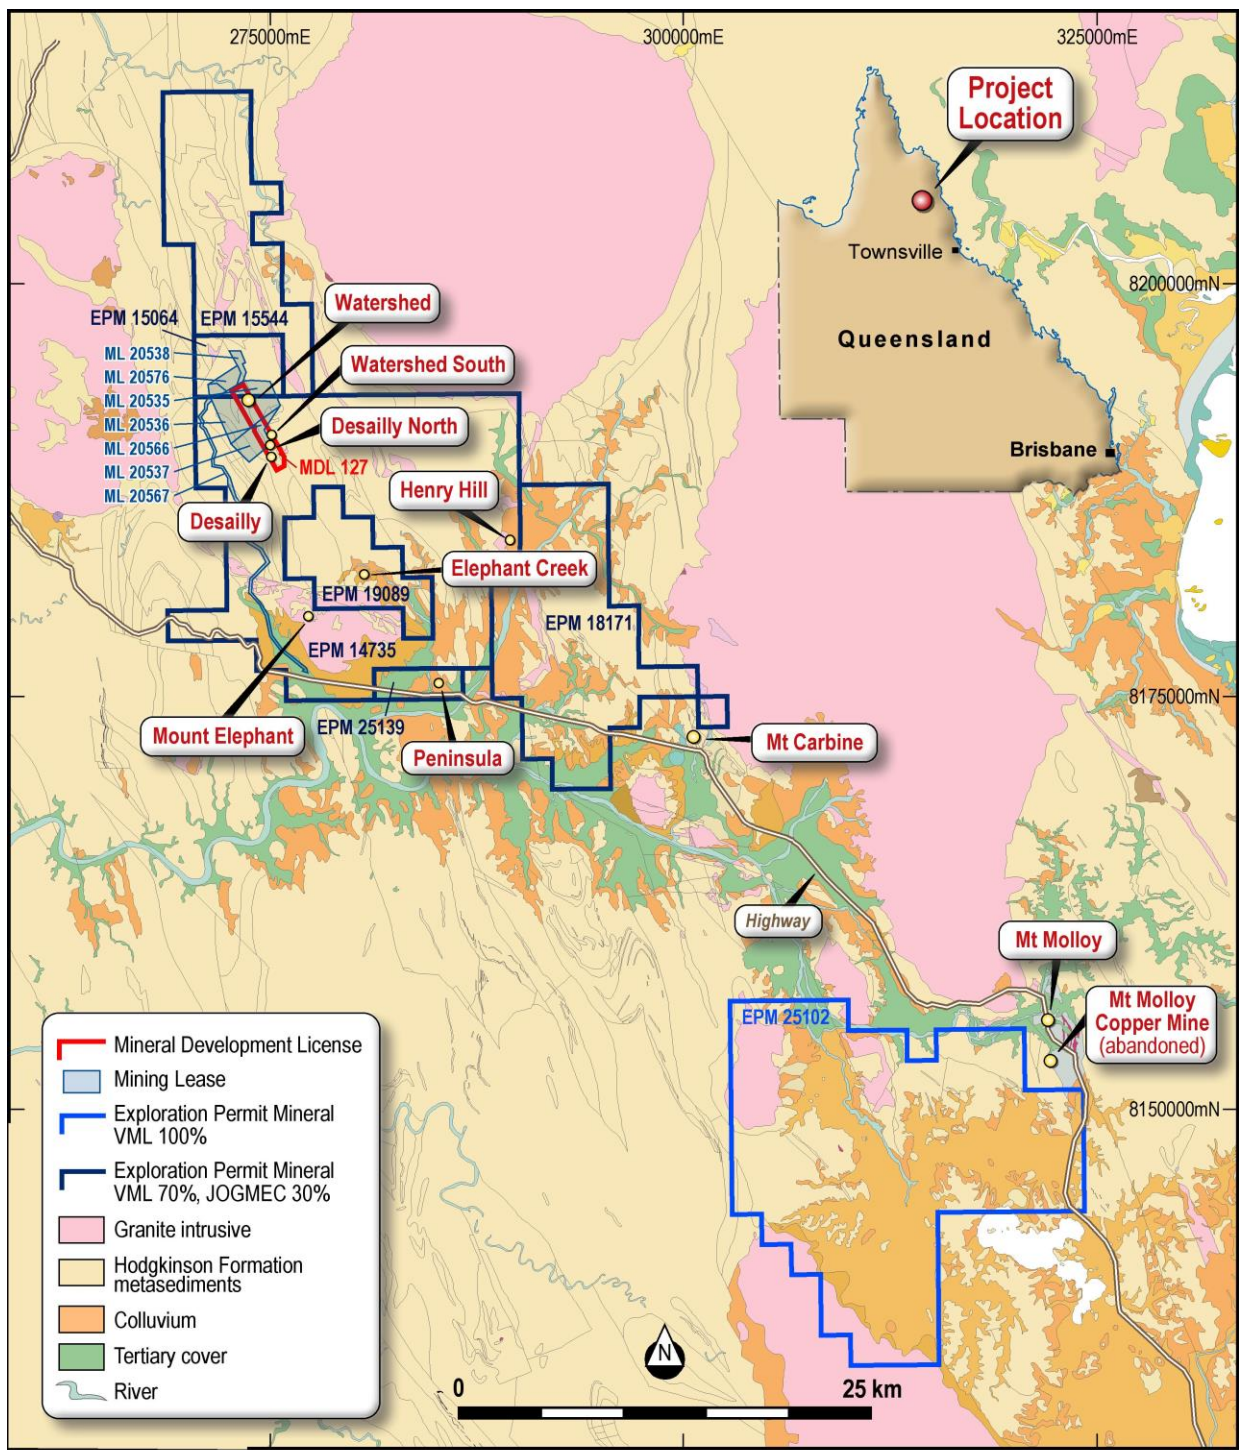 275000mE
300000mE
325000mE
Project
Location
Townsville
8200000mN
Queensland
Brisbane
Watershed
EPM 15064
EPM 15544
ML 20538
ML 20576
ML 20535
ML 20536
ML 20566
ML 20537
ML 20567
Watershed South
Desailly North
MDL 127
Henry Hill
Desailly
Elephant Creek
EPM 19089
EPM 18171
EPM 14735
8175000mN
Mount Elephant
EPM 25139
Peninsula
Mt Carbine
Highway
Mt Molloy
Mt Molloy
Copper Mine
(abandoned)
EPM 25102
8150000mN
Mineral Development License
Mining Lease
Exploration Permit Mineral
VML 100%
Exploration Permit Mineral
VML 70%, JOGMEC 30%
Granite intrusive
Hodgkinson Formation
metasediments
Colluvium
Tertiary cover
River
N
0
25 km